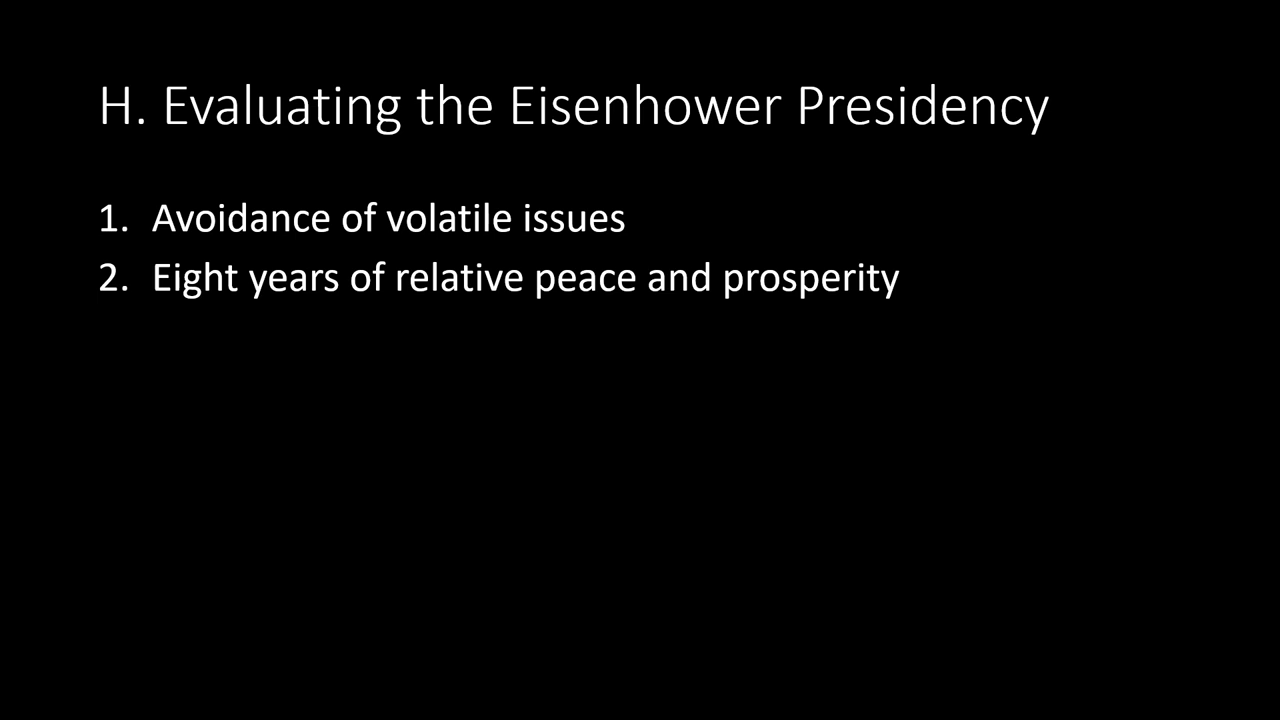 H. Evaluating the Eisenhower Presidency
1. Avoidance of volatile issues
2. Eight years of relative peace and prosperity